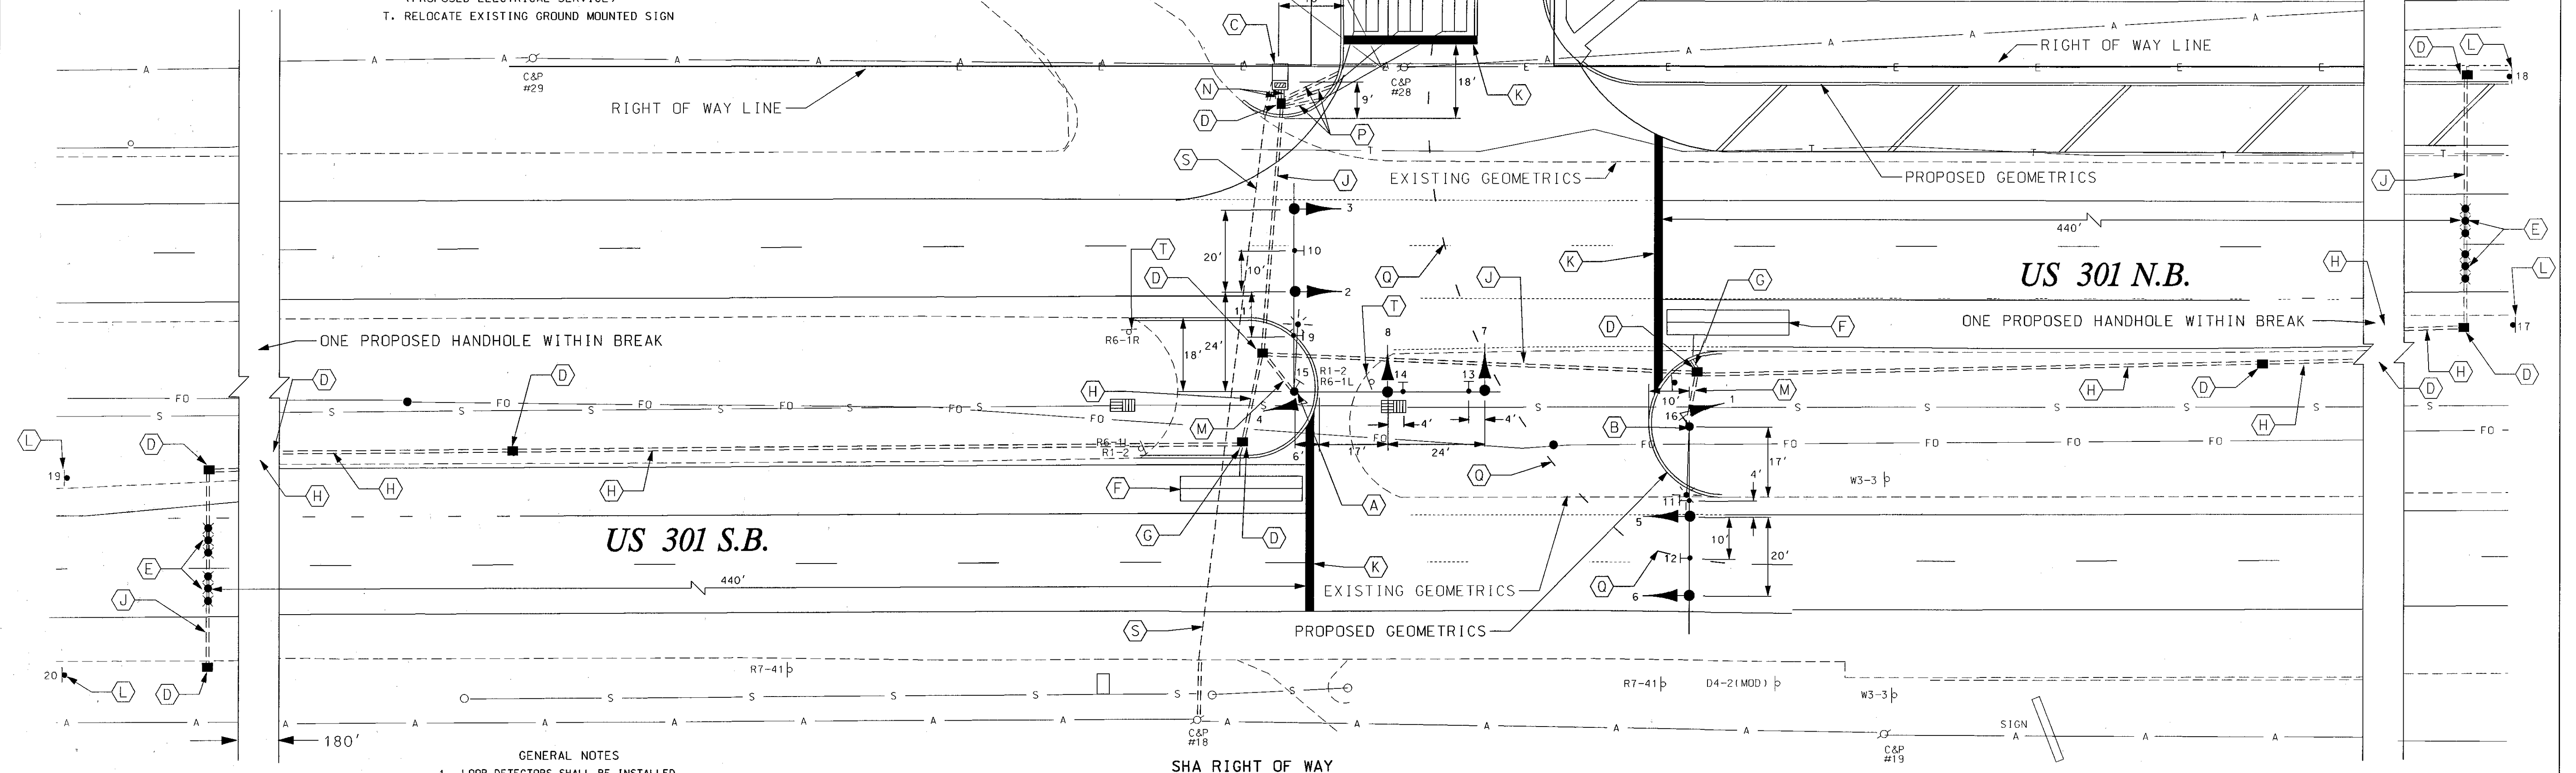 T. RELOCATE EXISTING GROUND MOUNTED SIGN
C
RIGHT OF WAY LINE
D
L
18
A
C&P
#29
N
C&P
#28
18'
9'
K
RIGHT OF WAY LINE
D
P
S
J
EXISTING GEOMETRICS
PROPOSED GEOMETRICS
J
3
T
20'
10
10'
D
2
Q
J
K
440'
E
US 301 N.B.
G
H
L
ONE PROPOSED HANDHOLE WITHIN BREAK
11'
R6-1R
18'
24'
9
T
8
7
D
F
ONE PROPOSED HANDHOLE WITHIN BREAK
17
D
D
H
15
R1-2
R6-1L
14
13
10'
M
1
H
D
H
D
H
D
FO
S
4
M
4'
4'
16
B
L
D
R1-2
6'
17'
24'
Q
17'
4'
W3-3
19
H
H
H
F
A
11
5
US 301 S.B.
G
D
10'
20'
12
E
440'
K
EXISTING GEOMETRICS
Q
6
J
S
PROPOSED GEOMETRICS
20
L
D
R7-41
R7-41
D4-2(MOD)
W3-3
180'
C&P
#18
SIGN
C&P
#19
GENERAL NOTES
SHA RIGHT OF WAY